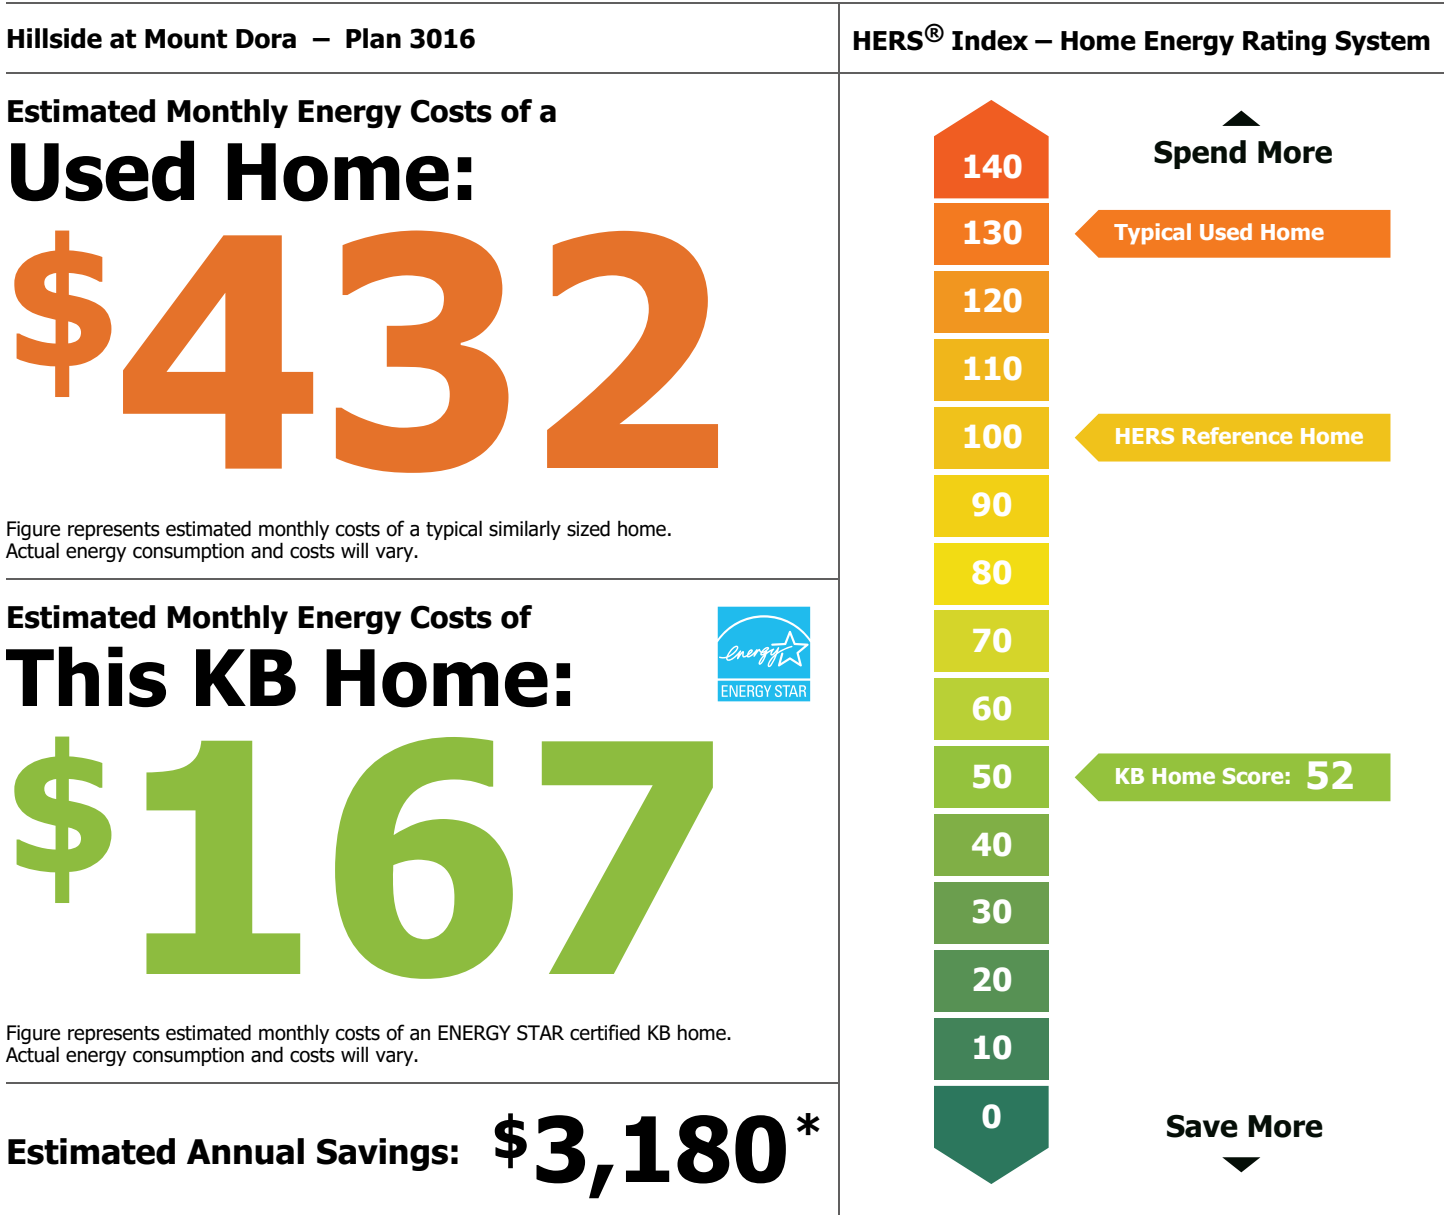 Hillside at Mount Dora – Plan 3016
Estimated Monthly Energy Costs of a
Used Home:
$432
Figure represents estimated monthly costs of a typical similarly sized home.
Actual energy consumption and costs will vary.
Estimated Monthly Energy Costs of
This KB Home:
energy
ENERGY STAR
$167
Figure represents estimated monthly costs of an ENERGY STAR certified KB home.
Actual energy consumption and costs will vary.
Estimated Annual Savings: $3,180*
HERS® Index – Home Energy Rating System
Spend More
140
130 Typical Used Home
120
110
100 HERS Reference Home
90
80
70
60
50 KB Home Score: 52
40
30
20
10
0
Save More